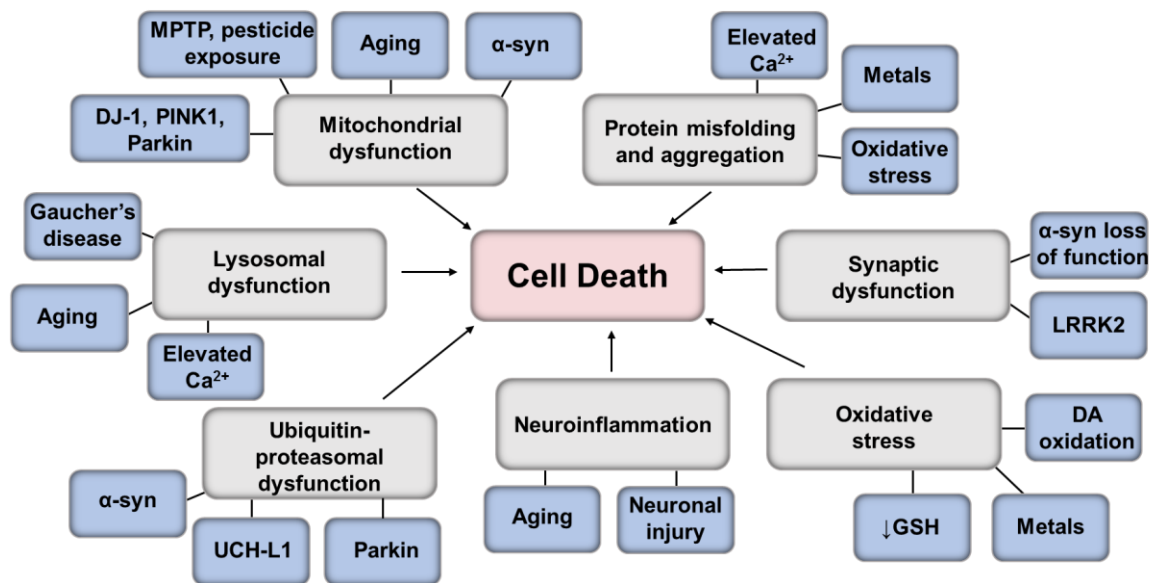 MPTP, pesticide
exposure
Aging
α-syn
DJ-1, PINK1,
Parkin
Mitochondrial
dysfunction
Elevated
Ca²⁺
Metals
Protein misfolding
and aggregation
Oxidative
stress
Gaucher's
disease
Lysosomal
dysfunction
Aging
Elevated
Ca²⁺
Cell Death
Synaptic
dysfunction
α-syn loss
of function
LRRK2
Ubiquitin-
proteasomal
dysfunction
α-syn
UCH-L1
Parkin
Neuroinflammation
Aging
Neuronal
injury
Oxidative
stress
DA
oxidation
↓GSH
Metals